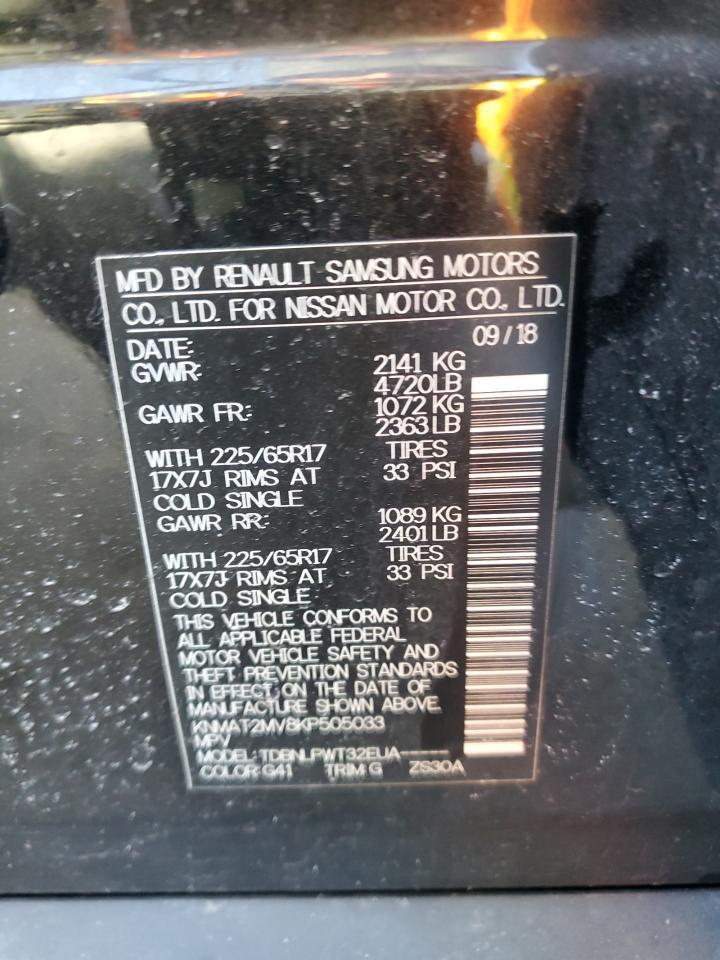 MFD BY RENAULT SAMSUNG MOTORS
CO., LTD. FOR NISSAN MOTOR CO., LTD.
DATE: 09/18
GVWR: 2141 KG
4720LB
GAWR FR: 1072 KG
2363LB
WITH 225/65R17 TIRES
17X7J RIMS AT 33 PSI
COLD SINGLE
GAWR RR: 1089 KG
2401LB
WITH 225/65R17 TIRES
17X7J RIMS AT 33 PSI
COLD SINGLE
THIS VEHICLE CONFORMS TO
ALL APPLICABLE FEDERAL
MOTOR VEHICLE SAFETY AND
THEFT PREVENTION STANDARDS
IN EFFECT ON THE DATE OF
MANUFACTURE SHOWN ABOVE.
KNMAT2MV8KP505033
MPV
MODEL: TDBNLPWT32EUA-----
COLOR: G41 TRIM: G ZS30A